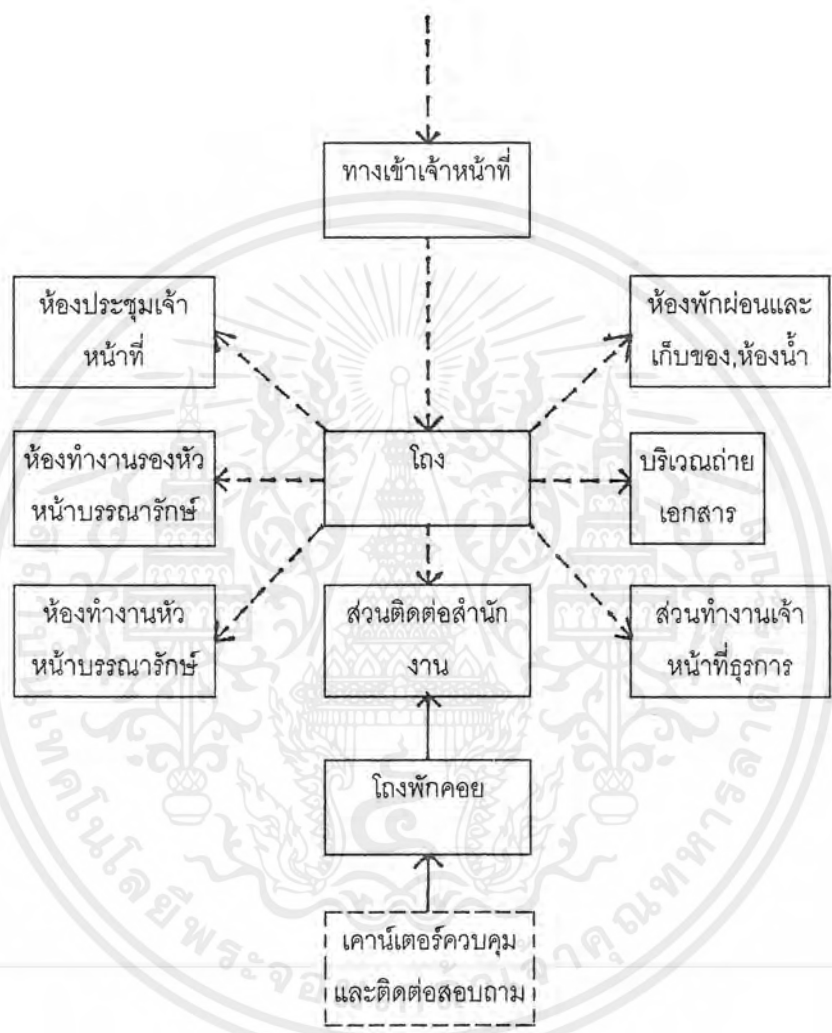 ทางเข้าเจ้าหน้าที่
ห้องประชุมเจ้า
หน้าที่
ห้องพักผ่อนและ
เก็บของ,ห้องน้ำ
ห้องทำงานรองหัว
หน้าบรรณารักษ์
โถง
บริเวณถ่าย
เอกสาร
ห้องทำงานหัว
หน้าบรรณารักษ์
ส่วนติดต่อสำนัก
งาน
ส่วนทำงานเจ้า
หน้าที่ธุรการ
โถงพักคอย
เคาน์เตอร์ควบคุม
และติดต่อสอบถาม